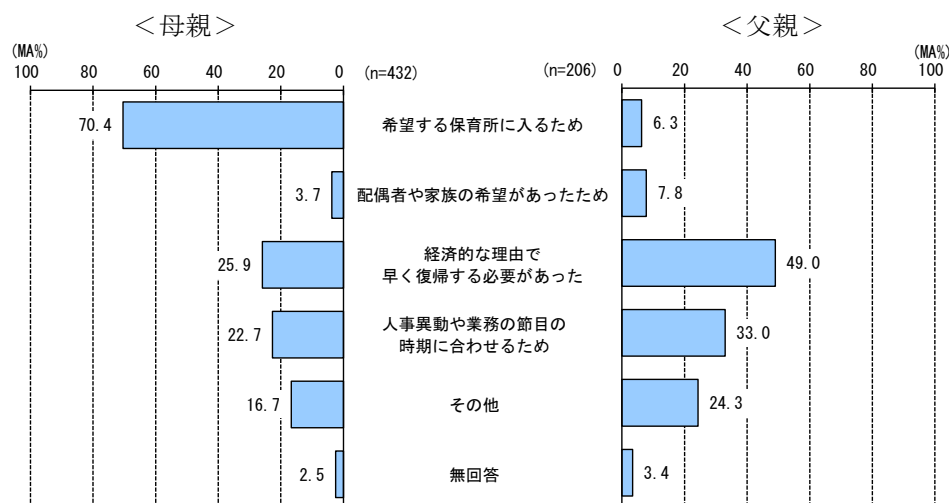 ＜母親＞
＜父親＞
(MA%)
(MA%)
100 80 60 40 20 0
(n=432)
(n=206)
0 20 40 60 80 100
70.4
希望する保育所に入るため
6.3
3.7
配偶者や家族の希望があったため
7.8
25.9
経済的な理由で
早く復帰する必要があった
49.0
22.7
人事異動や業務の節目の
時期に合わせるため
33.0
16.7
その他
24.3
2.5
無回答
3.4